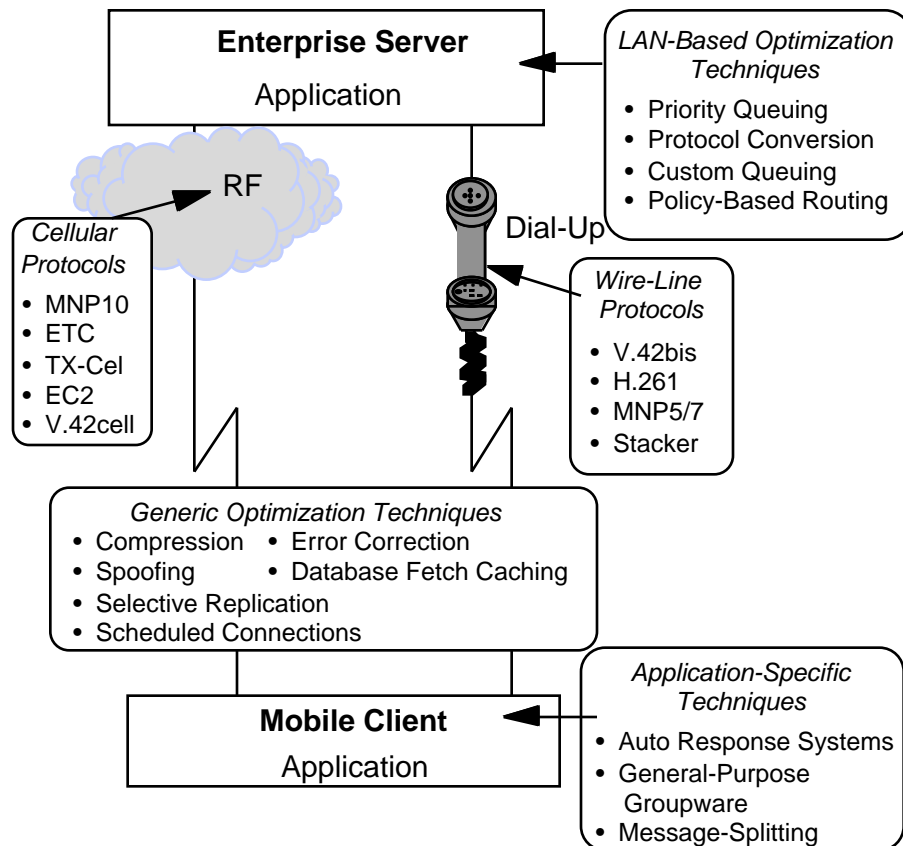 Enterprise Server
Application
LAN-Based Optimization
Techniques
• Priority Queuing
• Protocol Conversion
• Custom Queuing
• Policy-Based Routing
RF
Dial-Up
Cellular
Protocols
• MNP10
• ETC
• TX-Cel
• EC2
• V.42cell
Wire-Line
Protocols
• V.42bis
• H.261
• MNP5/7
• Stacker
Generic Optimization Techniques
• Compression • Error Correction
• Spoofing • Database Fetch Caching
• Selective Replication
• Scheduled Connections
Mobile Client
Application
Application-Specific
Techniques
• Auto Response Systems
• General-Purpose
Groupware
• Message-Splitting